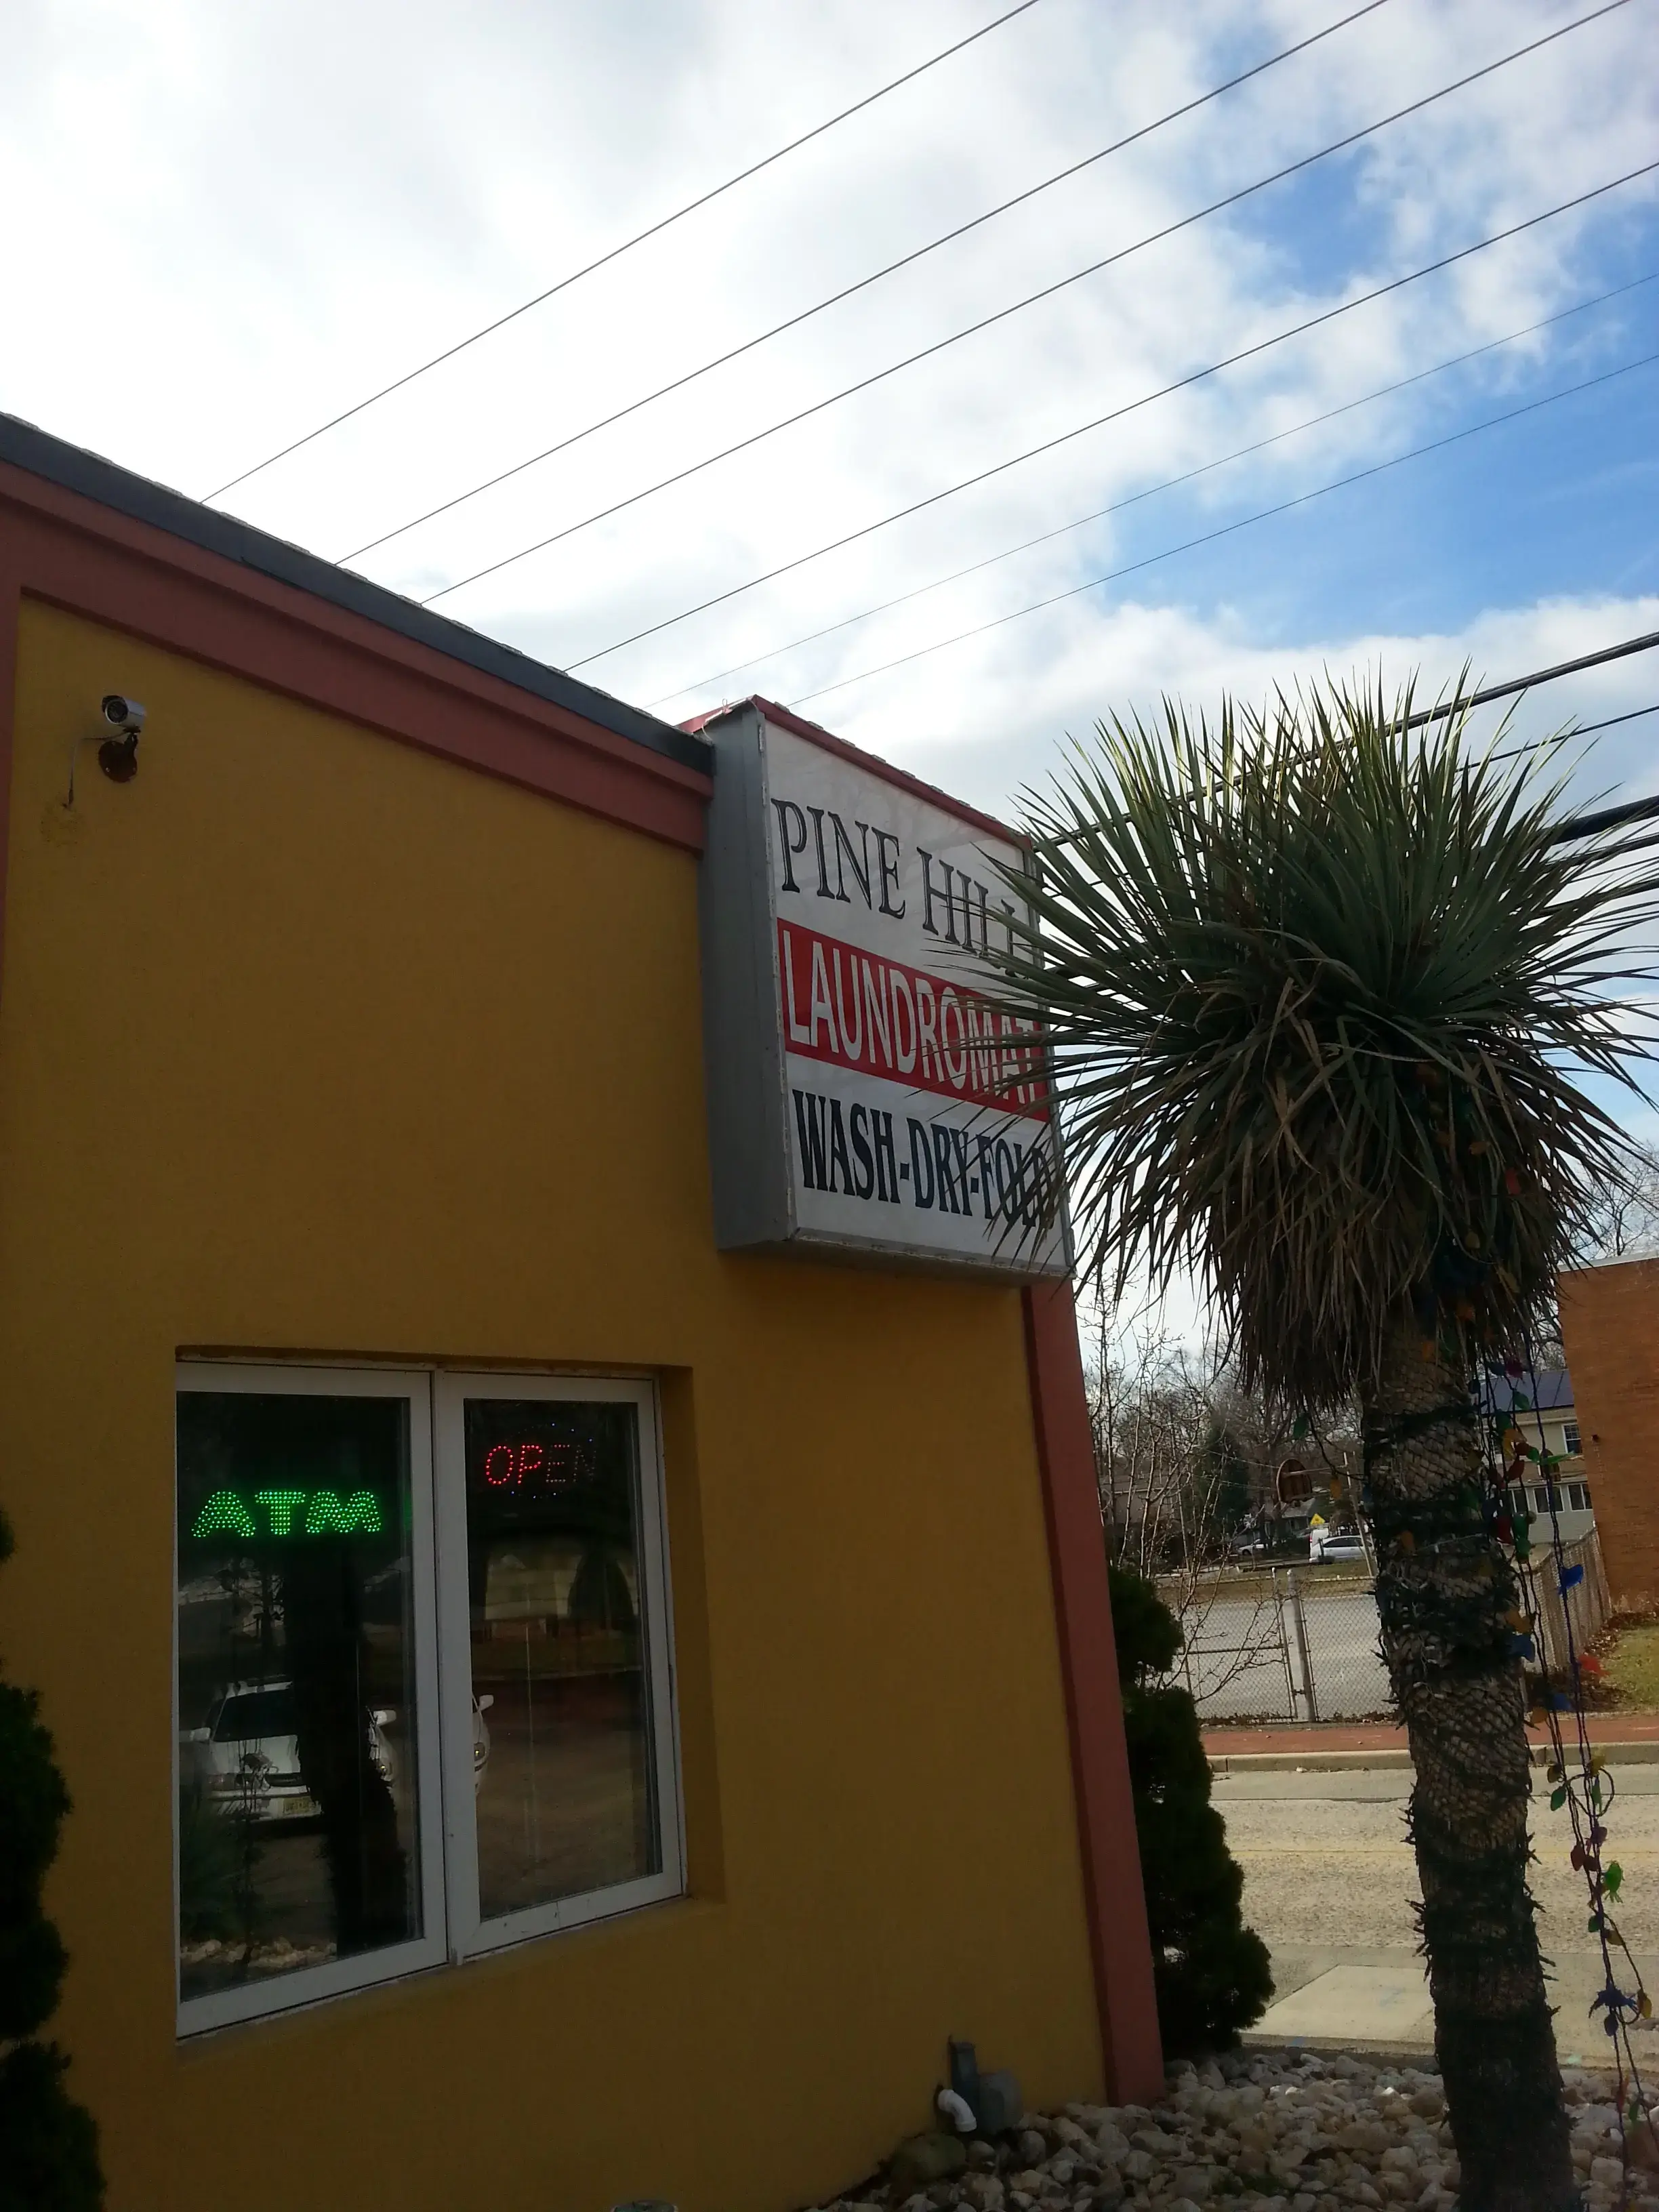 PINE HILL
LAUNDROMAT
WASH-DRY-FOLD
ATM
OPEN